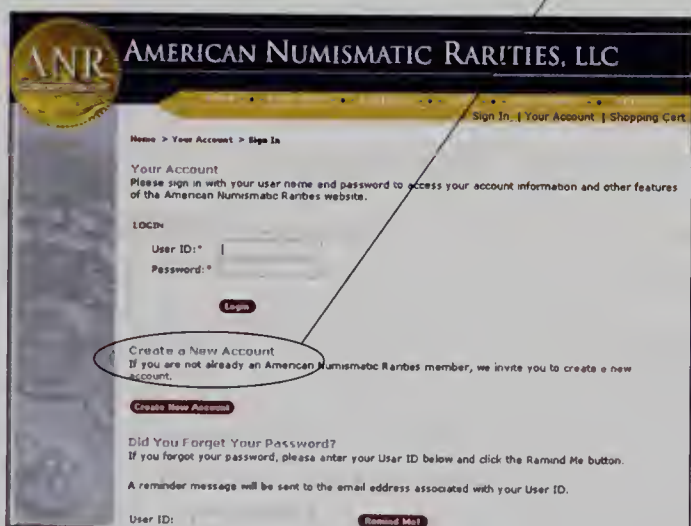 ANR
AMERICAN NUMISMATIC RARITIES, LLC
Sign In | Your Account | Shopping Cart
Home > Your Account > Sign In
Your Account
Please sign in with your user name and password to access your account information and other features
of the American Numismatic Rarities website.
LOGIN
User ID:*
Password:*
Login
Create a New Account
If you are not already an American Numismatic Rarities member, we invite you to create a new
account.
Create New Account
Did You Forget Your Password?
If you forgot your password, please enter your User ID below and click the Remind Me button.
A reminder message will be sent to the email address associated with your User ID.
User ID:
Remind Me!